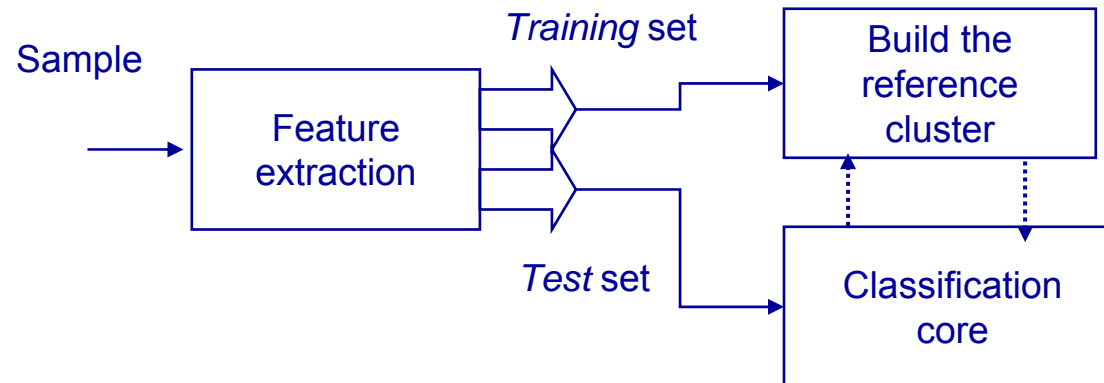 Sample
Feature
extraction
Training set
Test set
Build the
reference
cluster
Classification
core